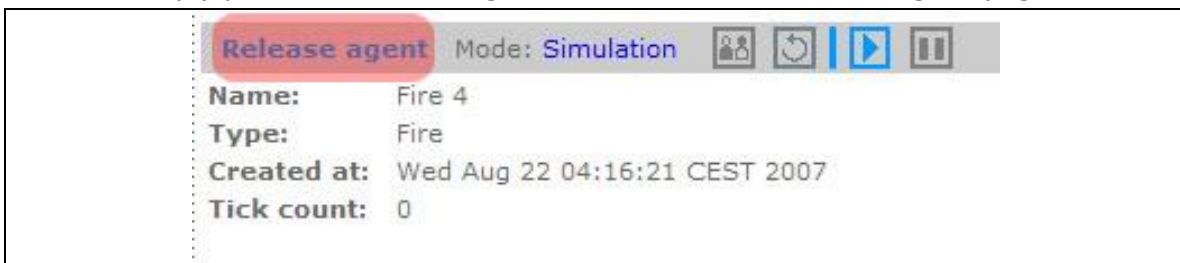 Release agent Mode: Simulation
Name: Fire 4
Type: Fire
Created at: Wed Aug 22 04:16:21 CEST 2007
Tick count: 0